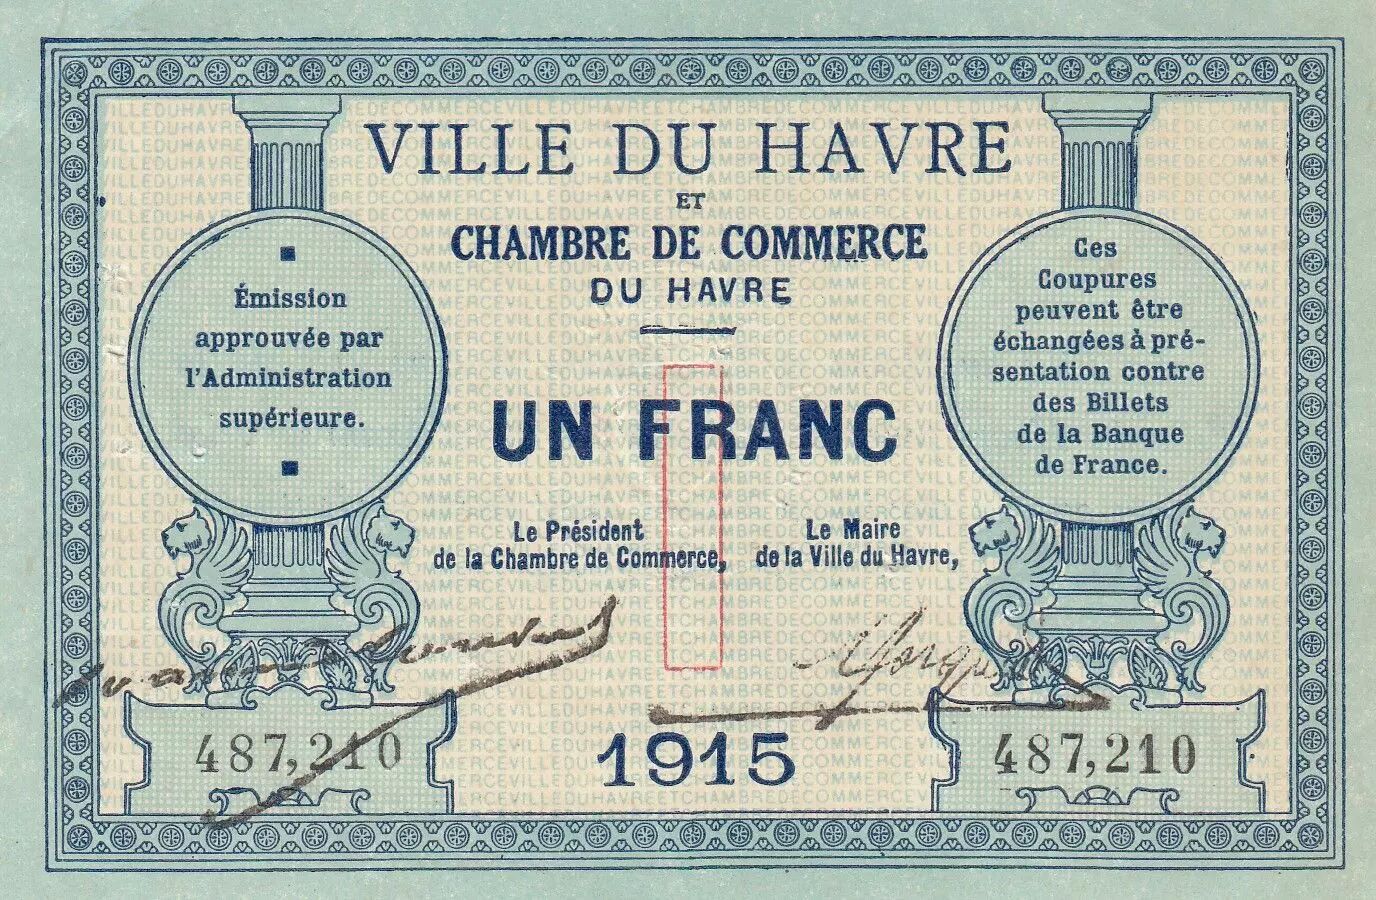 VILLE DU HAVRE
ET
CHAMBRE DE COMMERCE
DU HAVRE
Émission
approuvée par
l'Administration
supérieure.
UN FRANC
Ces
Coupures
peuvent être
échangées à pré-
sentation contre
des Billets
de la Banque
de France.
Le Président
de la Chambre de Commerce,
Le Maire
de la Ville du Havre,
487,210
1915
487,210